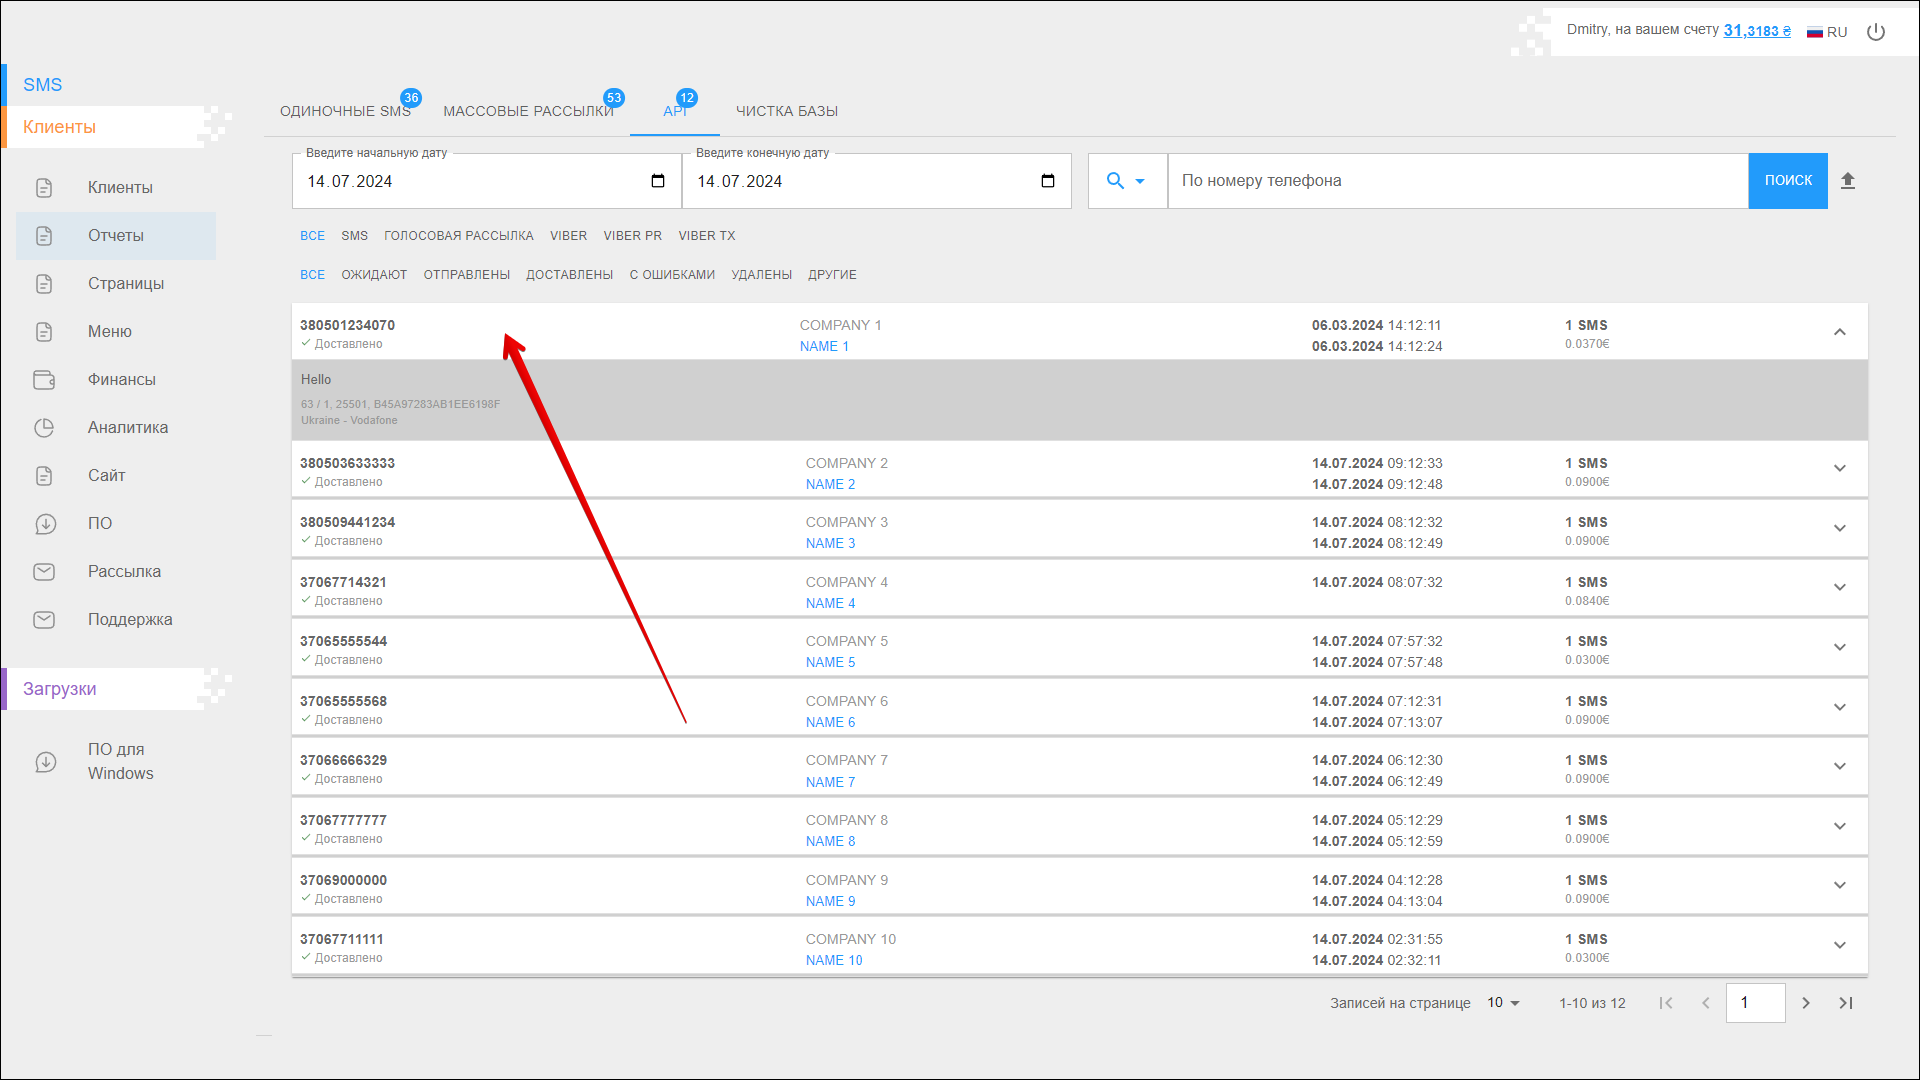 Dmitry, на вашем счету 31,3183 ₴ RU
SMS
Клиенты
Клиенты
Отчеты
Страницы
Меню
Финансы
Аналитика
Сайт
ПО
Рассылка
Поддержка
Загрузки
ПО для
Windows
ОДИНОЧНЫЕ SMS 36 МАССОВЫЕ РАССЫЛКИ 53 API 12 ЧИСТКА БАЗЫ
Введите начальную дату Введите конечную дату
14.07.2024 14.07.2024 По номеру телефона ПОИСК
ВСЕ SMS ГОЛОСОВАЯ РАССЫЛКА VIBER VIBER PR VIBER TX
ВСЕ ОЖИДАЮТ ОТПРАВЛЕНЫ ДОСТАВЛЕНЫ С ОШИБКАМИ УДАЛЕНЫ ДРУГИЕ
380501234070 COMPANY 1 06.03.2024 14:12:11 1 SMS
Доставлено NAME 1 06.03.2024 14:12:24 0.0370€
Hello
63 / 1, 25501, B45A97283AB1EE6198F
Ukraine - Vodafone
380503633333 COMPANY 2 14.07.2024 09:12:33 1 SMS
Доставлено NAME 2 14.07.2024 09:12:48 0.0900€
380509441234 COMPANY 3 14.07.2024 08:12:32 1 SMS
Доставлено NAME 3 14.07.2024 08:12:49 0.0900€
37067714321 COMPANY 4 14.07.2024 08:07:32 1 SMS
Доставлено NAME 4 0.0840€
37065555544 COMPANY 5 14.07.2024 07:57:32 1 SMS
Доставлено NAME 5 14.07.2024 07:57:48 0.0300€
37065555568 COMPANY 6 14.07.2024 07:12:31 1 SMS
Доставлено NAME 6 14.07.2024 07:13:07 0.0900€
37066666329 COMPANY 7 14.07.2024 06:12:30 1 SMS
Доставлено NAME 7 14.07.2024 06:12:49 0.0900€
37067777777 COMPANY 8 14.07.2024 05:12:29 1 SMS
Доставлено NAME 8 14.07.2024 05:12:59 0.0900€
37069000000 COMPANY 9 14.07.2024 04:12:28 1 SMS
Доставлено NAME 9 14.07.2024 04:13:04 0.0900€
37067711111 COMPANY 10 14.07.2024 02:31:55 1 SMS
Доставлено NAME 10 14.07.2024 02:32:11 0.0300€
Записей на странице 10 1-10 из 12 1